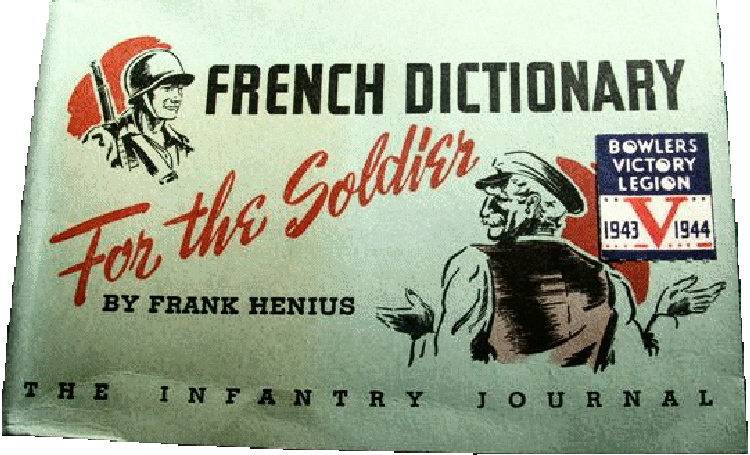 FRENCH DICTIONARY
For the Soldier
BOWLERS
VICTORY
LEGION
1943 V 1944
BY FRANK HENIUS
THE INFANTRY JOURNAL